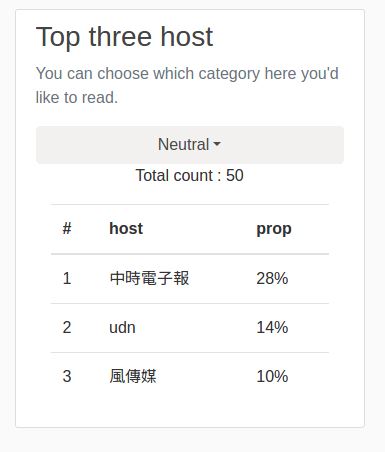 Top three host
You can choose which category here you'd
like to read.
Neutral
Total count : 50
# host prop
1 中時電子報 28%
2 udn 14%
3 風傳媒 10%